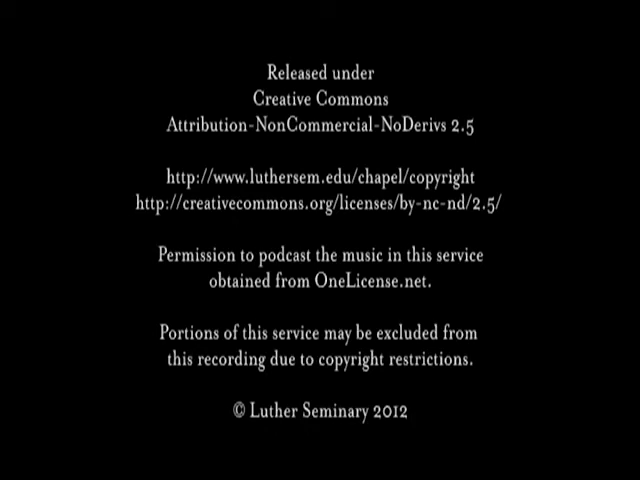 Released under
Creative Commons
Attribution-NonCommercial-NoDerivs 2.5
http://www.luthersem.edu/chapel/copyright
http://creativecommons.org/licenses/by-nc-nd/2.5/
Permission to podcast the music in this service
obtained from OneLicense.net.
Portions of this service may be excluded from
this recording due to copyright restrictions.
© Luther Seminary 2012